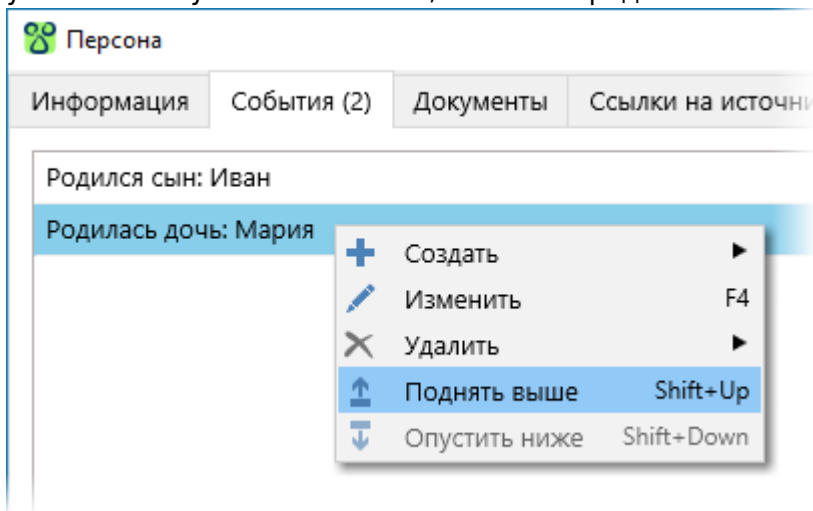 Персона
Информация События (2) Документы Ссылки на источни
Родился сын: Иван
Родилась дочь: Мария
Создать
Изменить F4
Удалить
Поднять выше Shift+Up
Опустить ниже Shift+Down